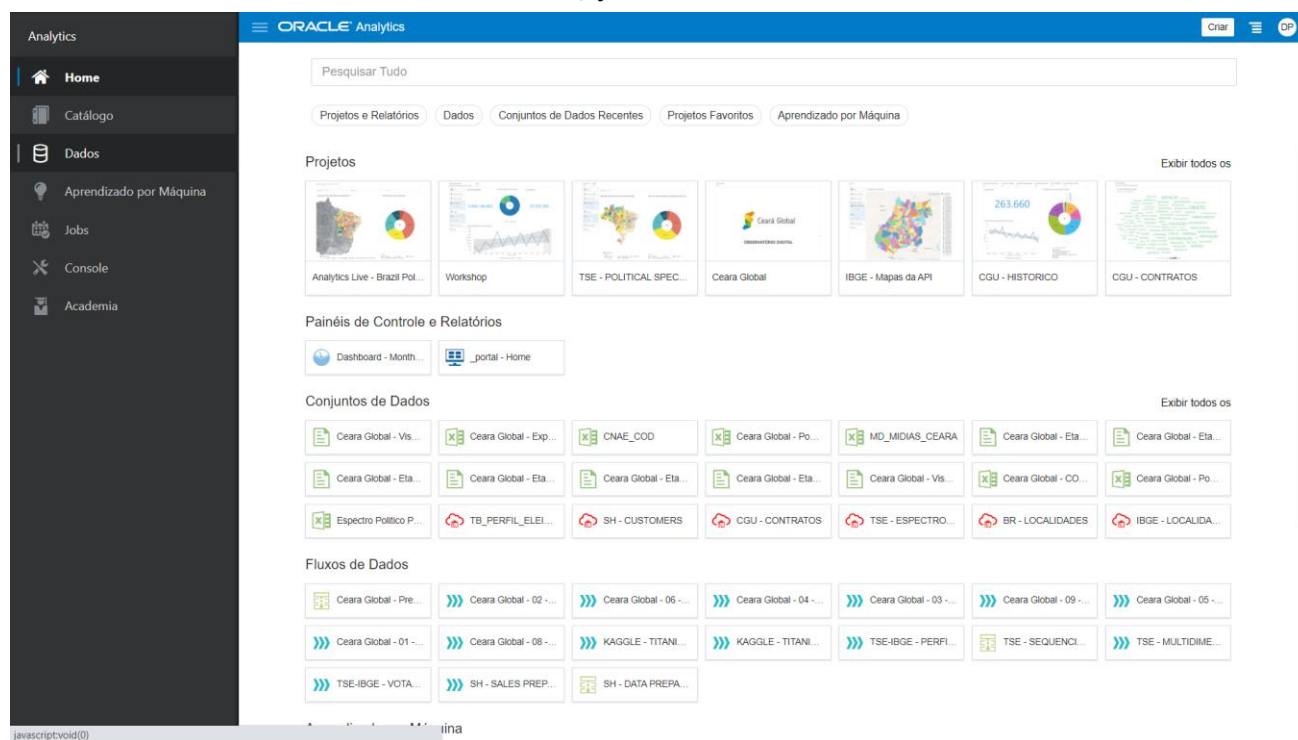 Analytics
ORACLE Analytics
Criar
DP
Home
Catálogo
Dados
Aprendizado por Máquina
Jobs
Console
Academia
Pesquisar Tudo
Projetos e Relatórios
Dados
Conjuntos de Dados Recentes
Projetos Favoritos
Aprendizado por Máquina
Projetos
Exibir todos os
Ceará Global
OBSERVATÓRIO DIGITAL
263.660
Analytics Live - Brazil Pol...
Workshop
TSE - POLITICAL SPEC...
Ceara Global
IBGE - Mapas da API
CGU - HISTORICO
CGU - CONTRATOS
Painéis de Controle e Relatórios
Dashboard - Month...
_portal - Home
Conjuntos de Dados
Exibir todos os
Ceara Global - Vis...
Ceara Global - Exp...
CNAE_COD
Ceara Global - Po...
MD_MIDIAS_CEARA
Ceara Global - Eta...
Ceara Global - Eta...
Ceara Global - Eta...
Ceara Global - Eta...
Ceara Global - Eta...
Ceara Global - Eta...
Ceara Global - Vis...
Ceara Global - CO...
Ceara Global - Po...
Espectro Politico P...
TB_PERFIL_ELEI...
SH - CUSTOMERS
CGU - CONTRATOS
TSE - ESPECTRO...
BR - LOCALIDADES
IBGE - LOCALIDA...
Fluxos de Dados
Ceara Global - Pre...
Ceara Global - 02 -...
Ceara Global - 06 -...
Ceara Global - 04 -...
Ceara Global - 03 -...
Ceara Global - 09 -...
Ceara Global - 05 -...
Ceara Global - 01 -...
Ceara Global - 08 -...
KAGGLE - TITANI...
KAGGLE - TITANI...
TSE-IBGE - PERFI...
TSE - SEQUENCI...
TSE - MULTIDIME...
TSE-IBGE - VOTA...
SH - SALES PREP...
SH - DATA PREPA...
javascript:void(0)